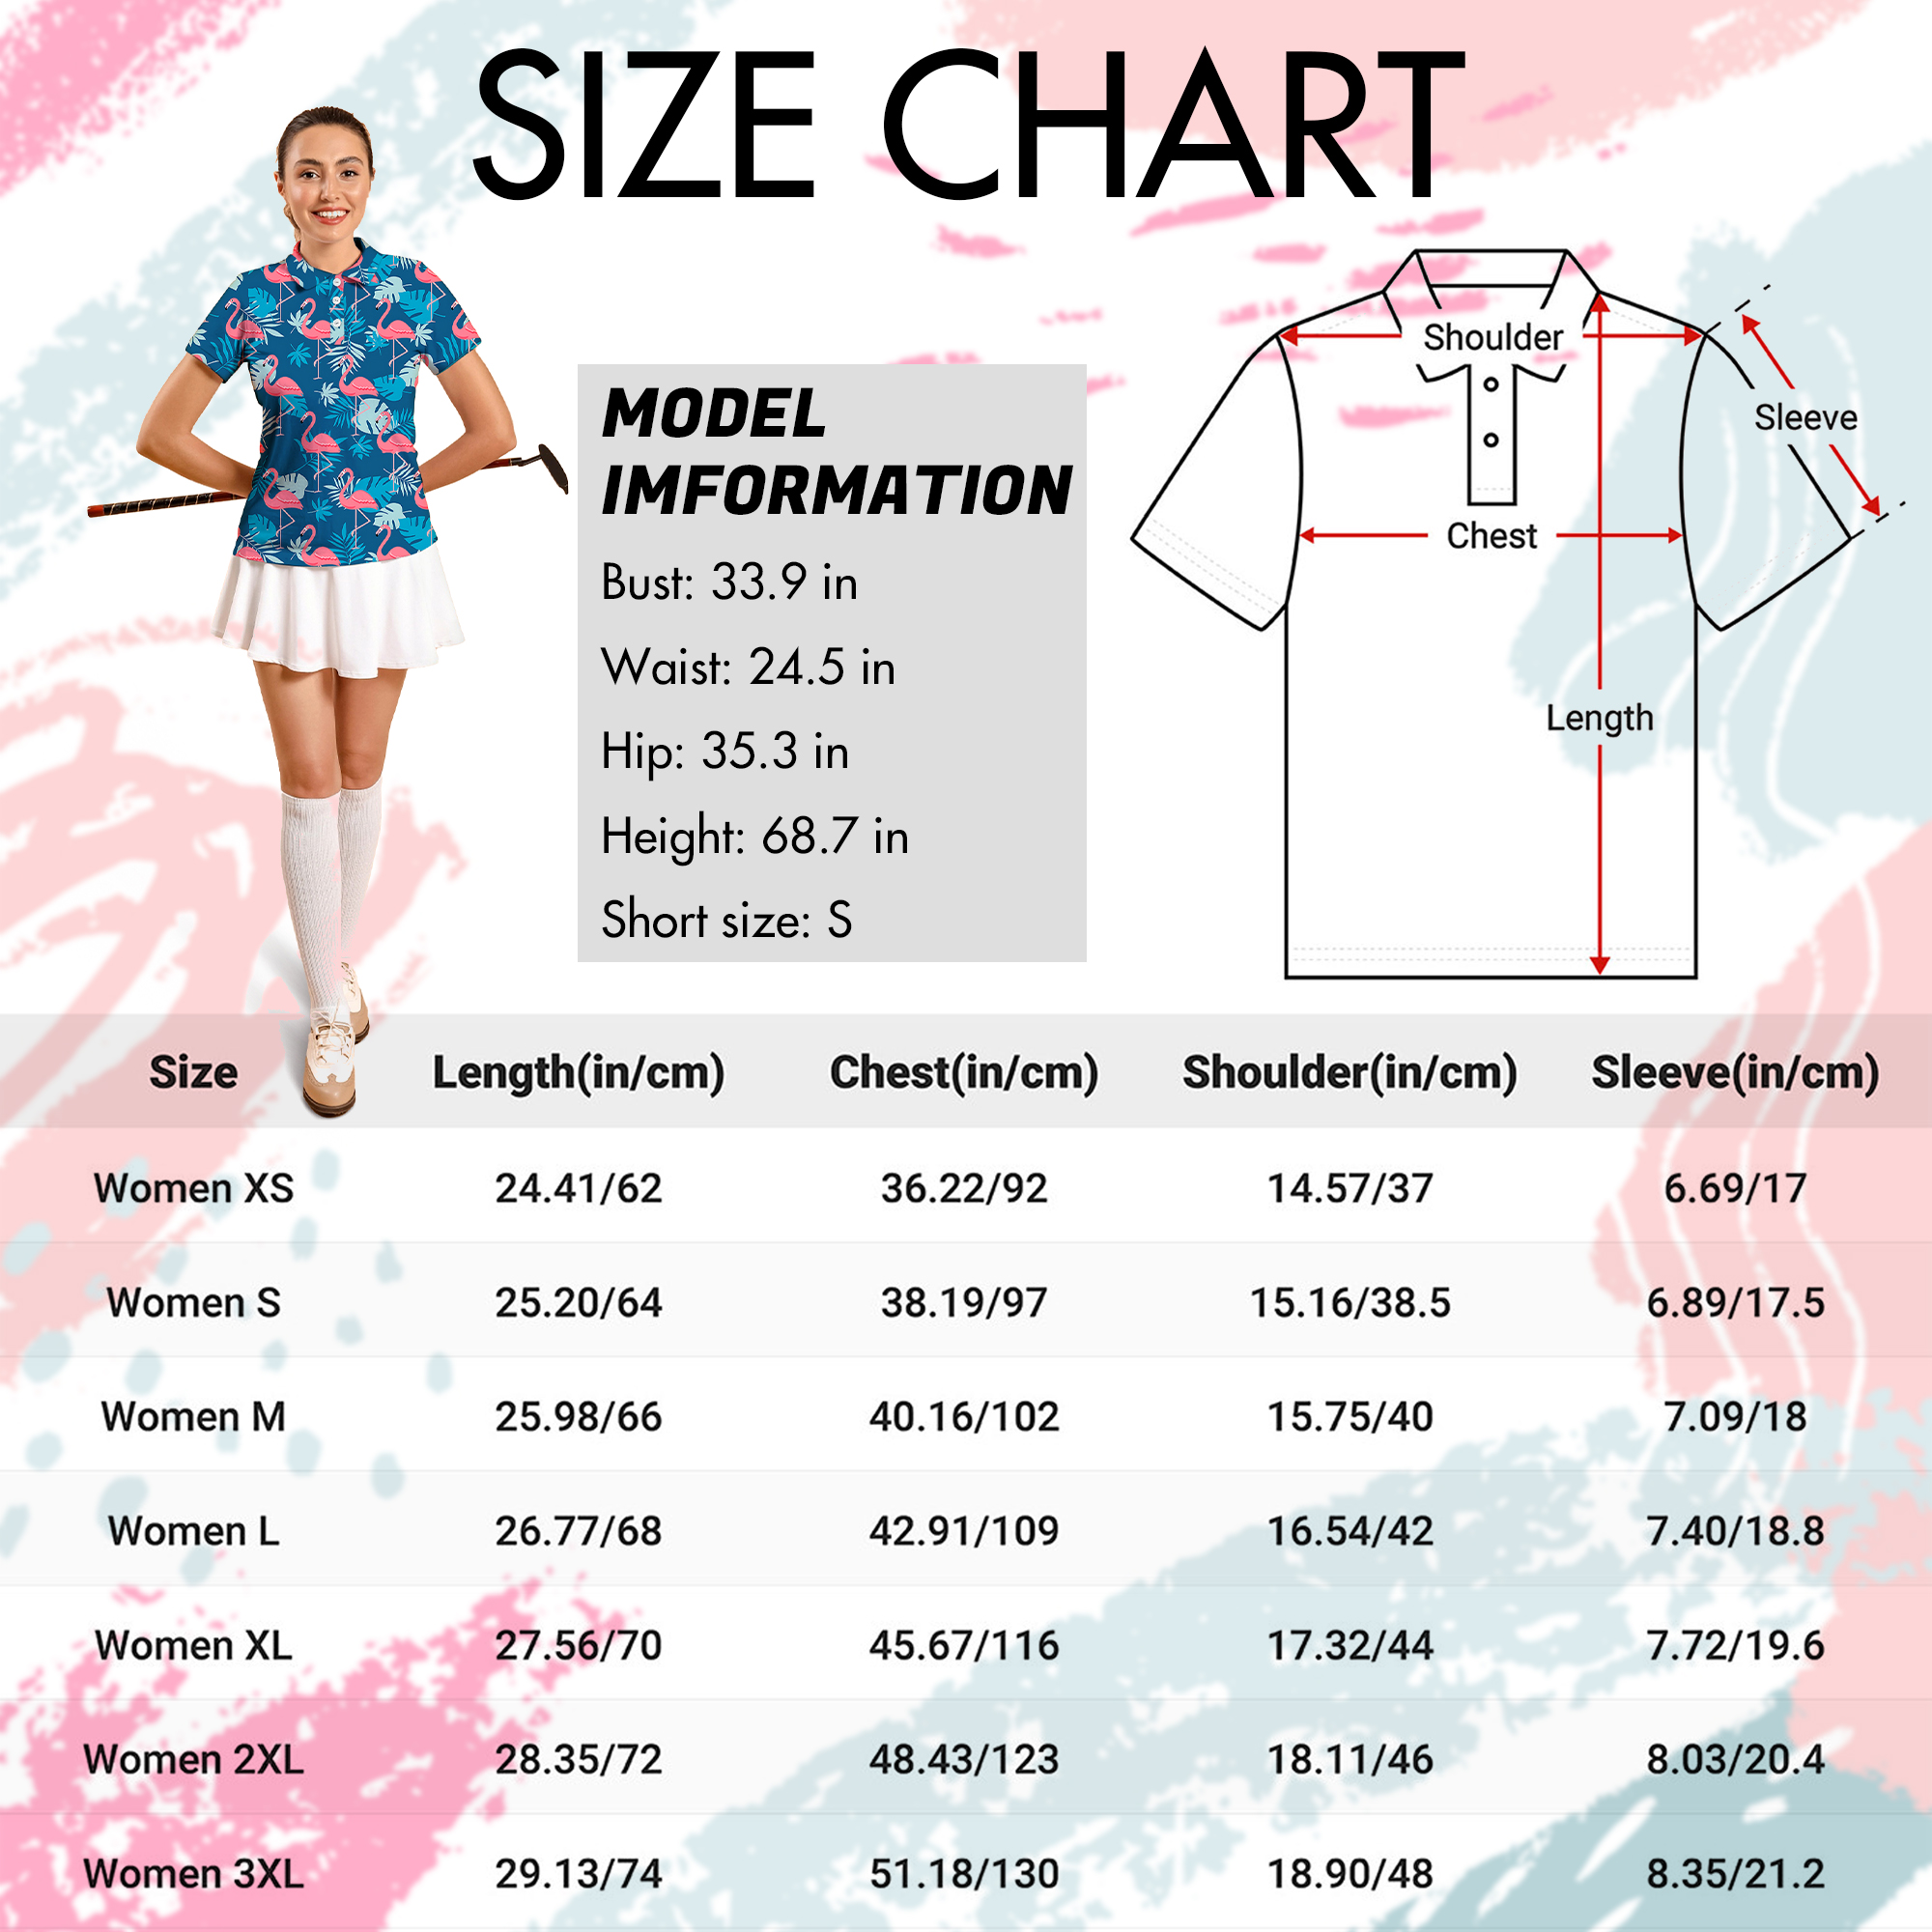 SIZE CHART
MODEL
IMFORMATION
Bust: 33.9 in
Waist: 24.5 in
Hip: 35.3 in
Height: 68.7 in
Short size: S
Shoulder
Sleeve
Chest
Length
Size Length(in/cm) Chest(in/cm) Shoulder(in/cm) Sleeve(in/cm)
Women XS 24.41/62 36.22/92 14.57/37 6.69/17
Women S 25.20/64 38.19/97 15.16/38.5 6.89/17.5
Women M 25.98/66 40.16/102 15.75/40 7.09/18
Women L 26.77/68 42.91/109 16.54/42 7.40/18.8
Women XL 27.56/70 45.67/116 17.32/44 7.72/19.6
Women 2XL 28.35/72 48.43/123 18.11/46 8.03/20.4
Women 3XL 29.13/74 51.18/130 18.90/48 8.35/21.2